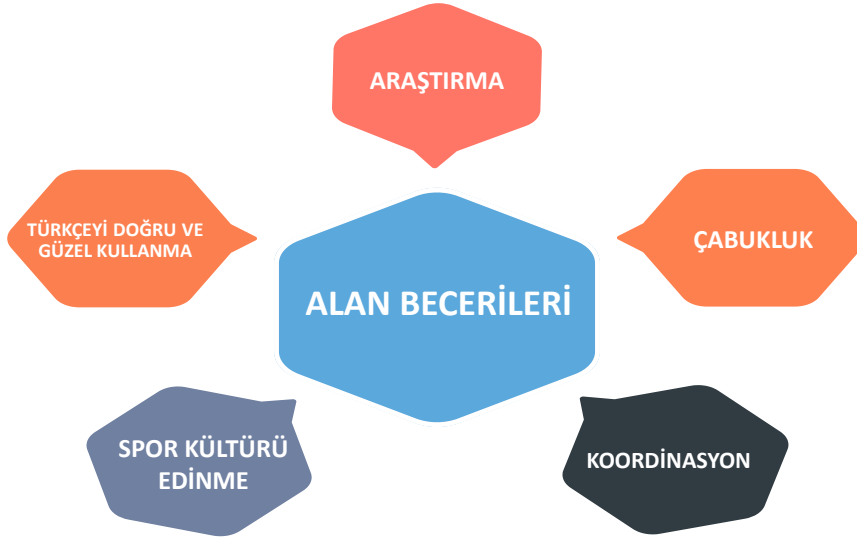 ARAŞTIRMA
TÜRKÇEYİ DOĞRU VE
GÜZEL KULLANMA
ÇABUKLUK
ALAN BECERİLERİ
SPOR KÜLTÜRÜ
EDİNME
KOORDİNASYON